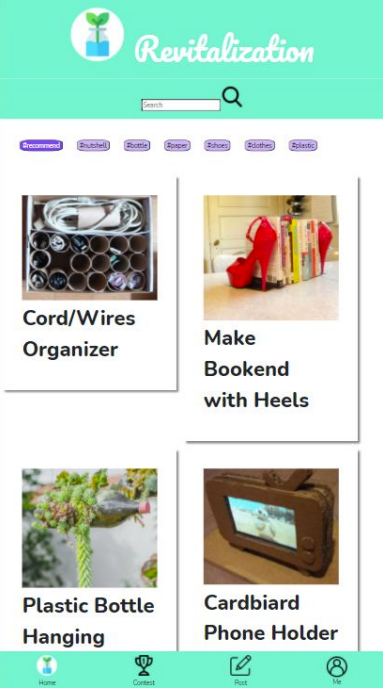 Revitalization
Search
#recommend #nutshell #bottle #paper #shoes #clothes #plastic
Cord/Wires
Organizer
Make
Bookend
with Heels
Plastic Bottle
Hanging
Cardbiard
Phone Holder
Home Contest Post Me